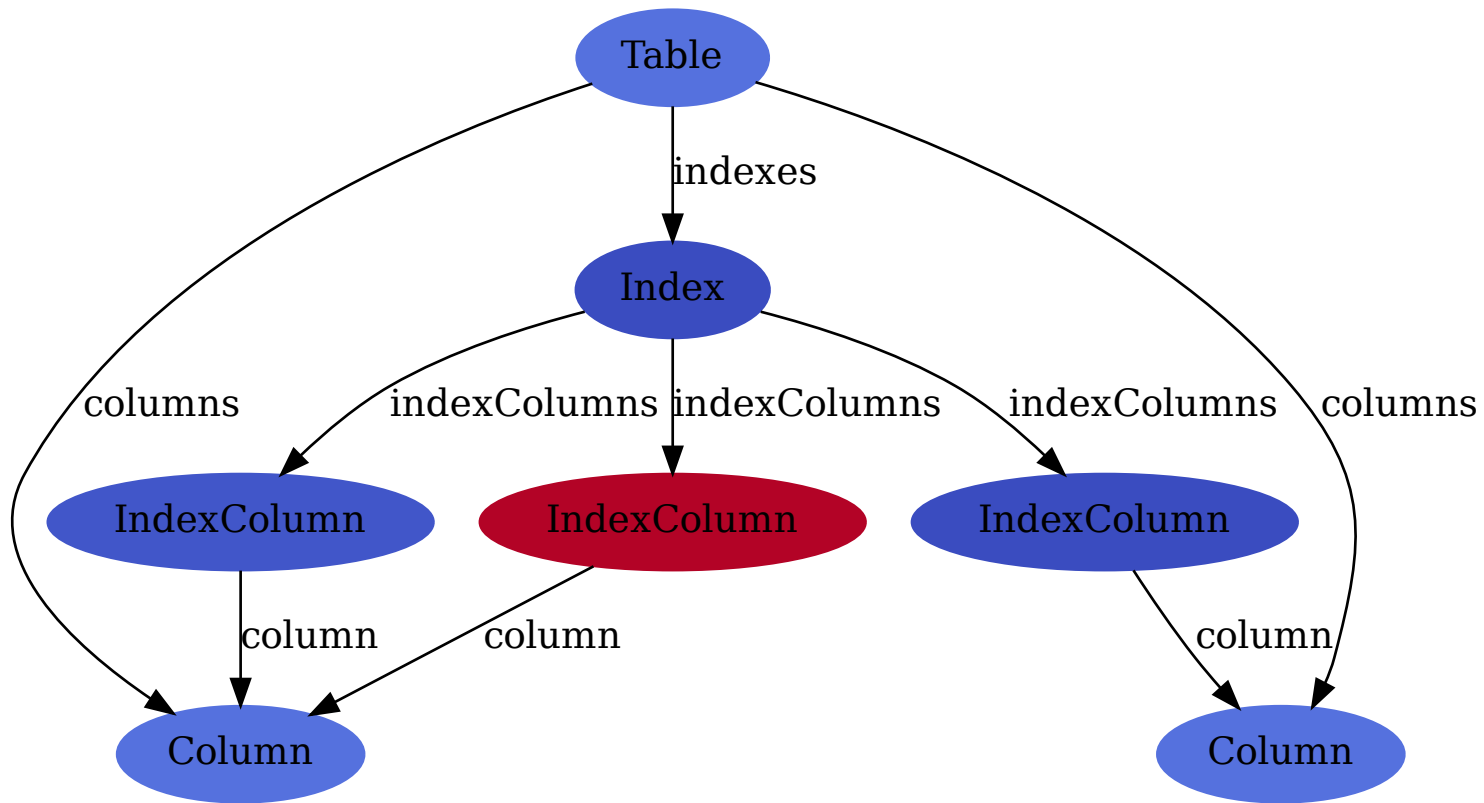 Table
indexes
Index
columns
indexColumns
indexColumns
indexColumns
columns
IndexColumn
IndexColumn
IndexColumn
column
column
column
Column
Column